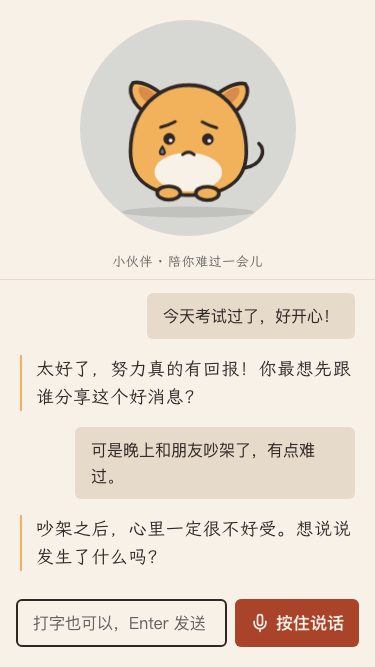 小伙伴·陪你难过一会儿
今天考试过了，好开心！
太好了，努力真的有回报！你最想先跟
谁分享这个好消息？
可是晚上和朋友吵架了，有点难
过。
吵架之后，心里一定很不好受。想说说
发生了什么吗？
打字也可以，Enter 发送
按住说话